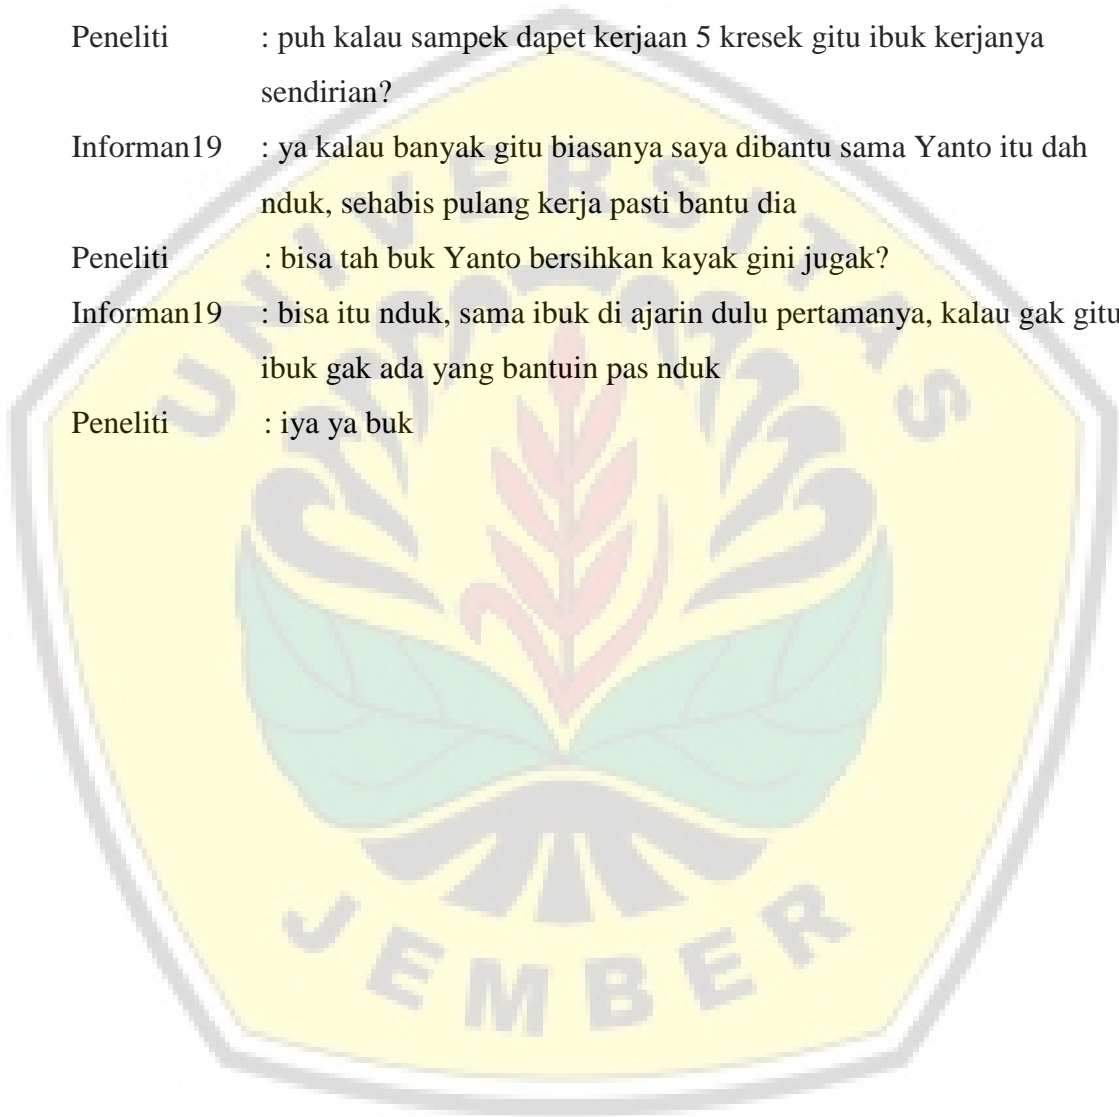 Peneliti : puh kalau sampek dapet kerjaan 5 kresek gitu ibuk kerjanya
sendirian?
Informan19 : ya kalau banyak gitu biasanya saya dibantu sama Yanto itu dah
nduk, sehabis pulang kerja pasti bantu dia
Peneliti : bisa tah buk Yanto bersihkan kayak gini jugak?
Informan19 : bisa itu nduk, sama ibuk di ajarin dulu pertamanya, kalau gak gitu
ibuk gak ada yang bantuin pas nduk
Peneliti : iya ya buk
UNIVERSITAS
JEMBER